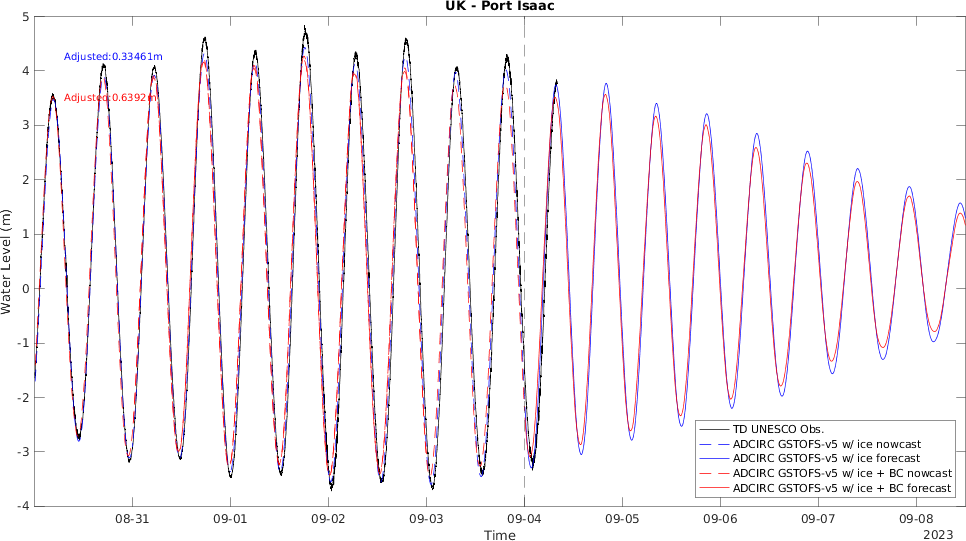 UK - Port Isaac
5
4
3
2
1
0
-1
-2
-3
-4
Water Level (m)
Adjusted:0.33461m
Adjusted:0.6392m
TD UNESCO Obs.
ADCIRC GSTOFS-v5 w/ ice nowcast
ADCIRC GSTOFS-v5 w/ ice forecast
ADCIRC GSTOFS-v5 w/ ice + BC nowcast
ADCIRC GSTOFS-v5 w/ ice + BC forecast
08-31 09-01 09-02 09-03 09-04 09-05 09-06 09-07 09-08
2023
Time